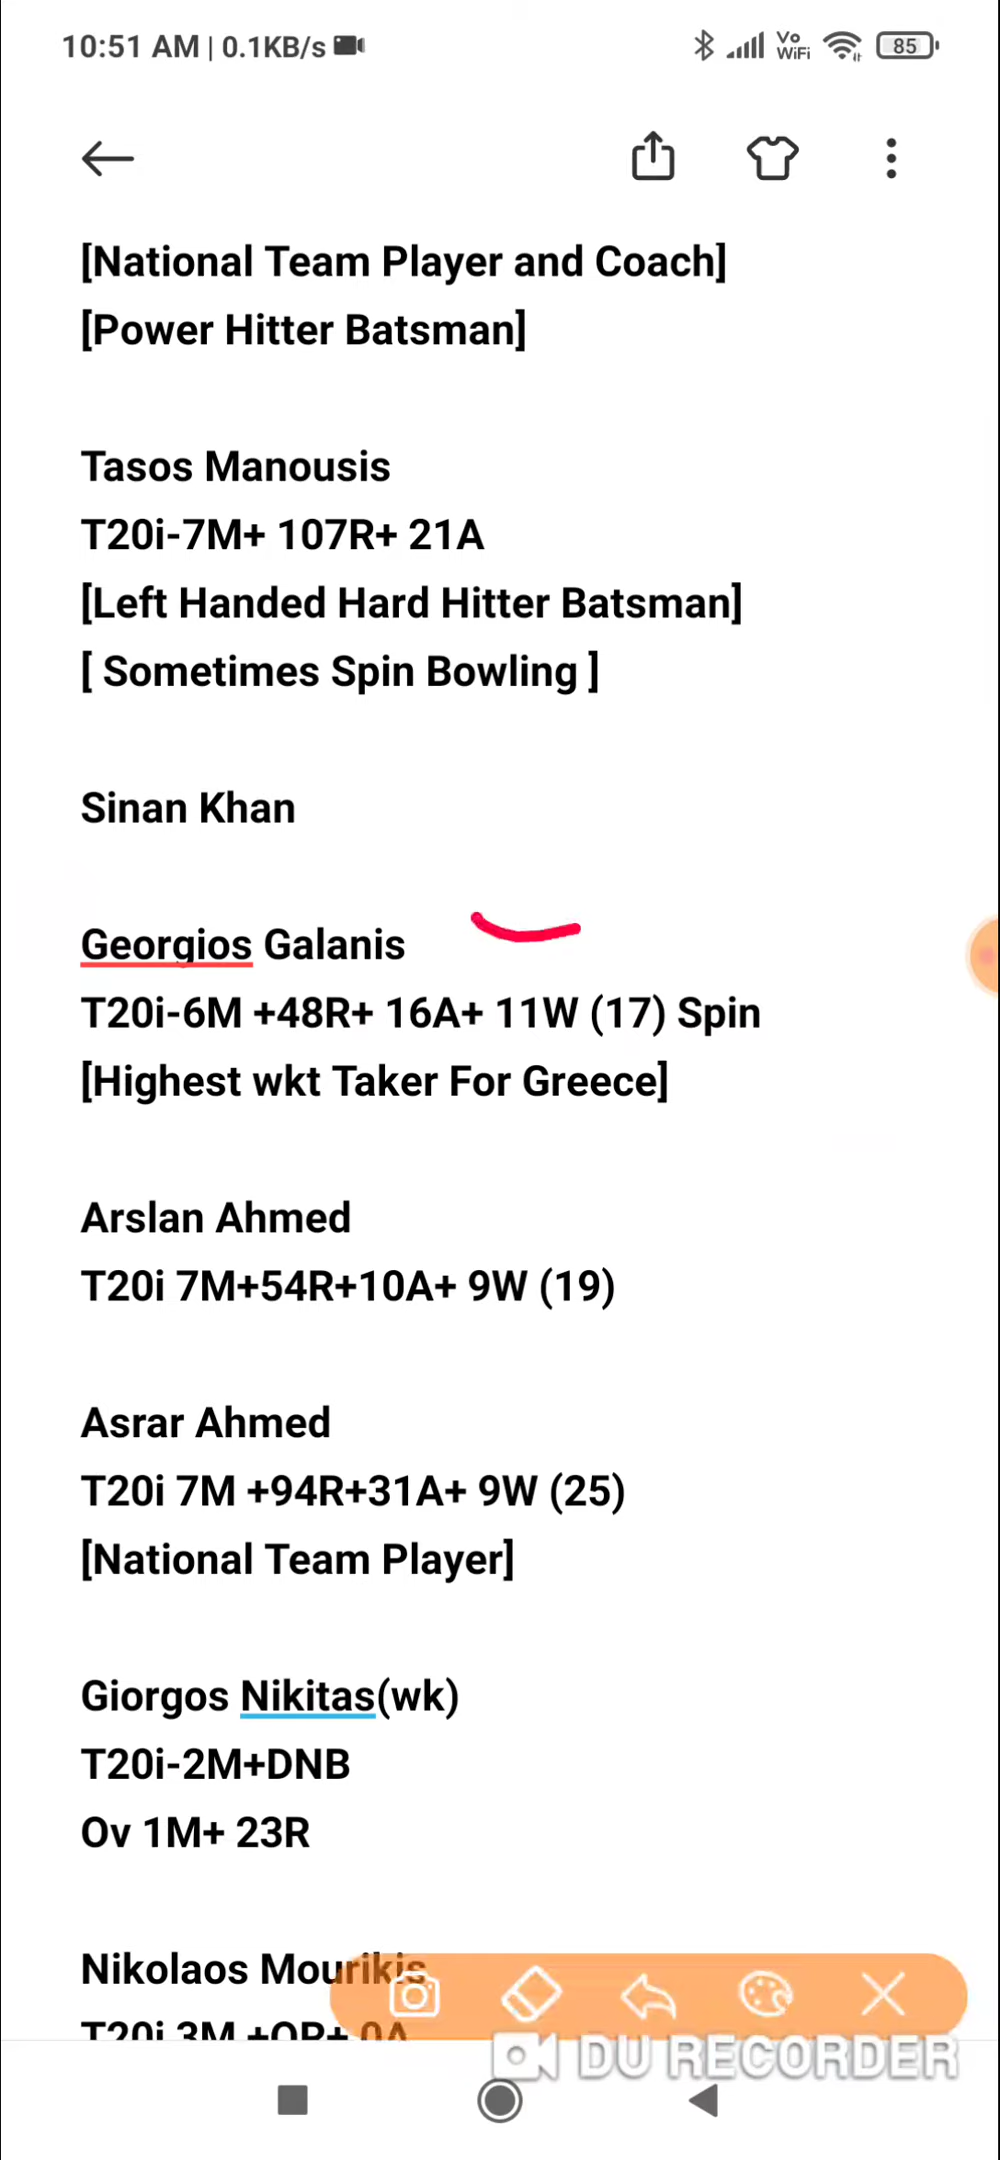 10:51 AM | 0.1KB/s
Vo WiFi
85
[National Team Player and Coach]
[Power Hitter Batsman]
Tasos Manousis
T20i-7M+ 107R+ 21A
[Left Handed Hard Hitter Batsman]
[ Sometimes Spin Bowling ]
Sinan Khan
Georgios Galanis
T20i-6M +48R+ 16A+ 11W (17) Spin
[Highest wkt Taker For Greece]
Arslan Ahmed
T20i 7M+54R+10A+ 9W (19)
Asrar Ahmed
T20i 7M +94R+31A+ 9W (25)
[National Team Player]
Giorgos Nikitas(wk)
T20i-2M+DNB
Ov 1M+ 23R
Nikolaos Mourikis
T20i 3M
DU RECORDER